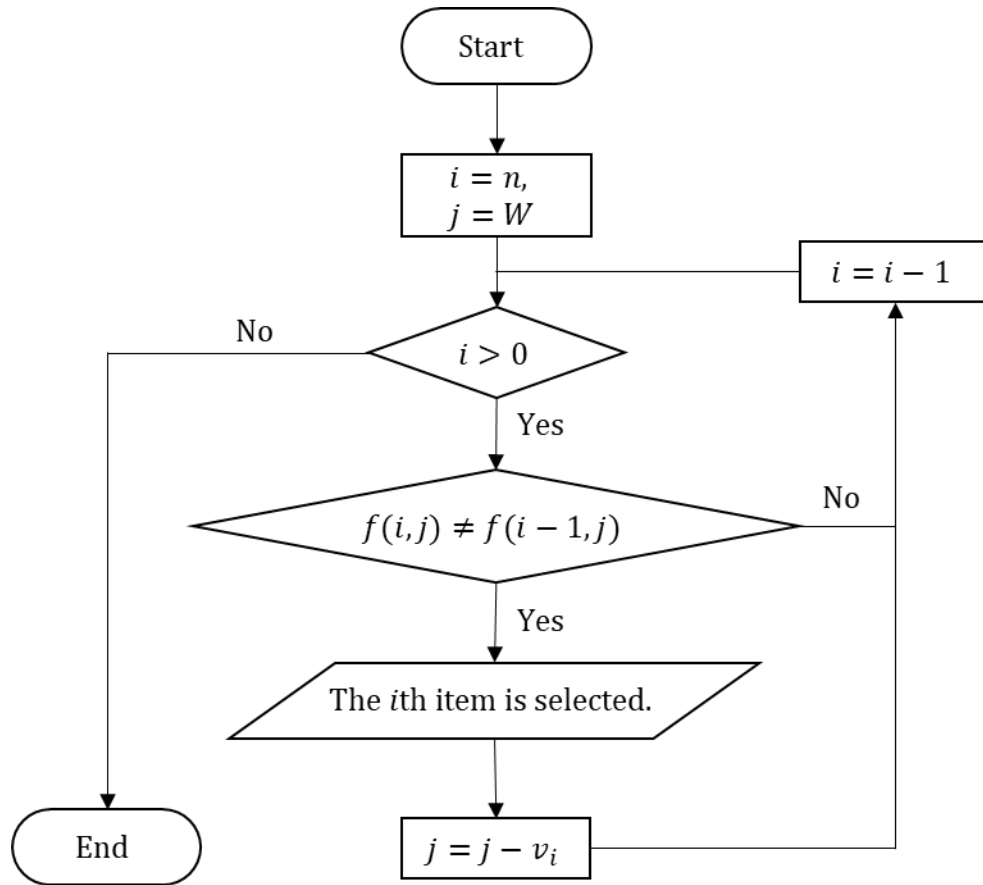 Start
i = n,
j = W
i = i − 1
No
i > 0
Yes
No
f(i, j) ≠ f(i − 1, j)
Yes
The ith item is selected.
End
j = j − v_i